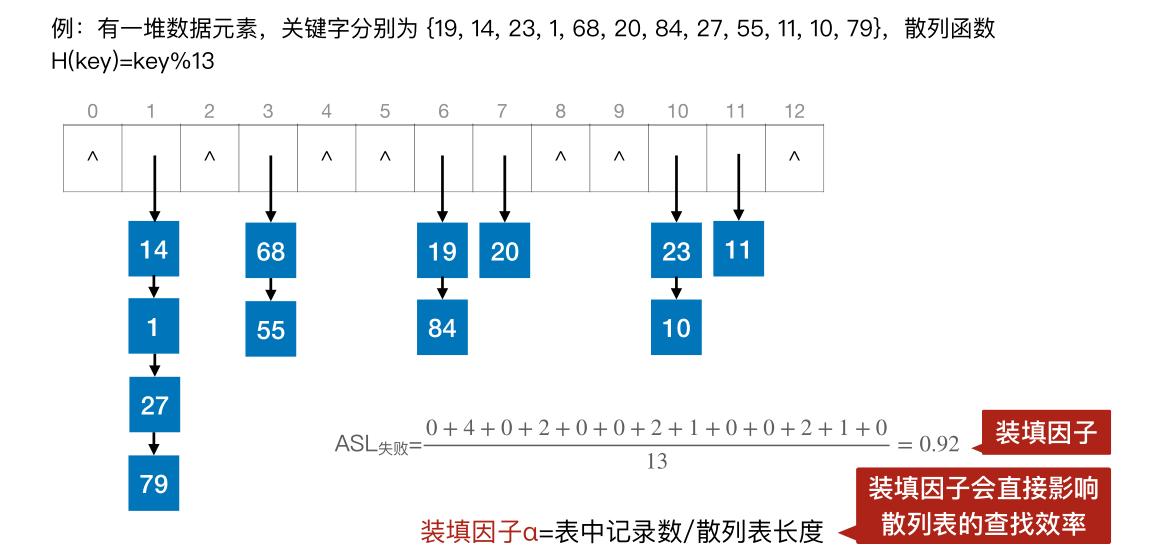 例：有一堆数据元素，关键字分别为 {19, 14, 23, 1, 68, 20, 84, 27, 55, 11, 10, 79}，散列函数
H(key)=key%13
0 1 2 3 4 5 6 7 8 9 10 11 12
^ ^ ^ ^ ^ ^ ^
14 68 19 20 23 11
1 55 84 10
27
79
ASL失败= (0+4+0+2+0+0+2+1+0+0+2+1+0)/13 = 0.92
装填因子
装填因子会直接影响
散列表的查找效率
装填因子α=表中记录数/散列表长度